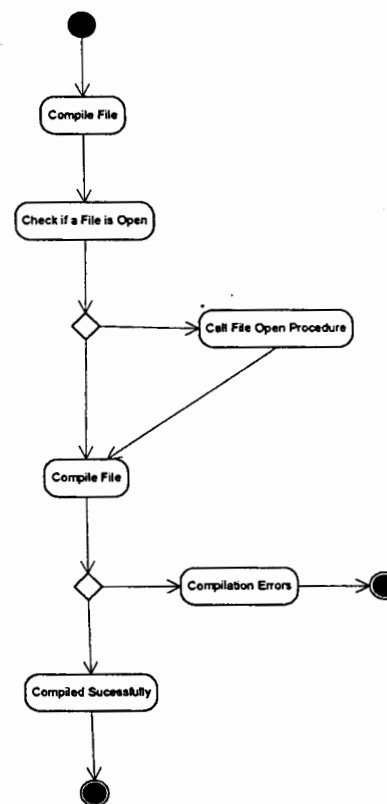 Compile File
Check if a File is Open
Call File Open Procedure
Compile File
Compilation Errors
Compiled Sucessfully